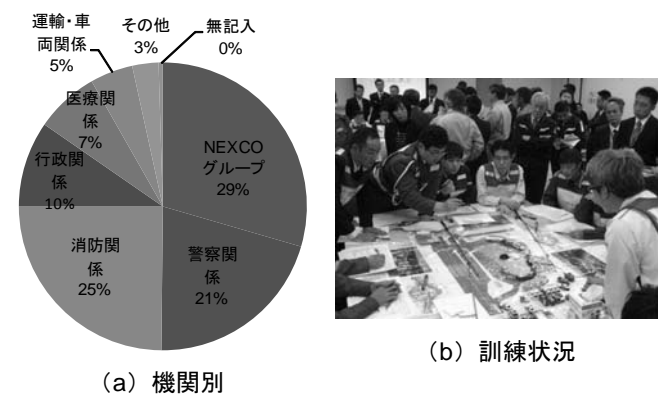 運輸・車
両関係
5%
その他
3%
無記入
0%
医療関
係
7%
行政関
係
10%
消防関
係
25%
NEXCO
グループ
29%
警察関
係
21%
(a) 機関別
(b) 訓練状況